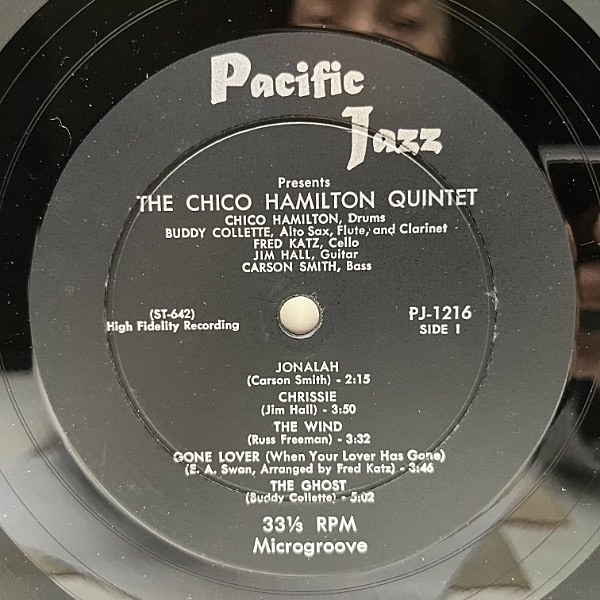 Pacific
Jazz
Presents
THE CHICO HAMILTON QUINTET
CHICO HAMILTON, Drums
BUDDY COLLETTE, Alto Sax, Flute, and Clarinet
FRED KATZ, Cello
JIM HALL, Guitar
CARSON SMITH, Bass
(ST-642)
High Fidelity Recording
PJ-1216
SIDE 1
JONALAH
(Carson Smith) - 2:15
CHRISSIE
(Jim Hall) - 3:50
THE WIND
(Russ Freeman) - 3:32
GONE LOVER (When Your Lover Has Gone)
(E. A. Swan, Arranged by Fred Katz) - 3:46
THE GHOST
(Buddy Collette) - 5:02
33⅓ RPM
Microgroove